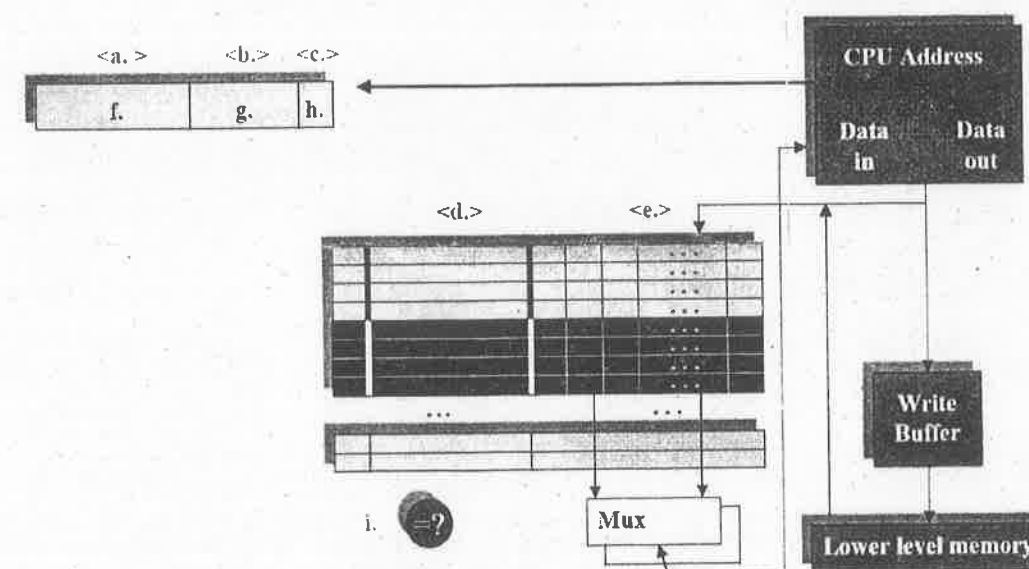 <a. > <b.> <c.>
f. g. h.
CPU Address
Data in
Data out
<d.> <e.>
...
...
...
...
...
...
...
...
... ...
Write
Buffer
i. =? Mux
Lower level memory